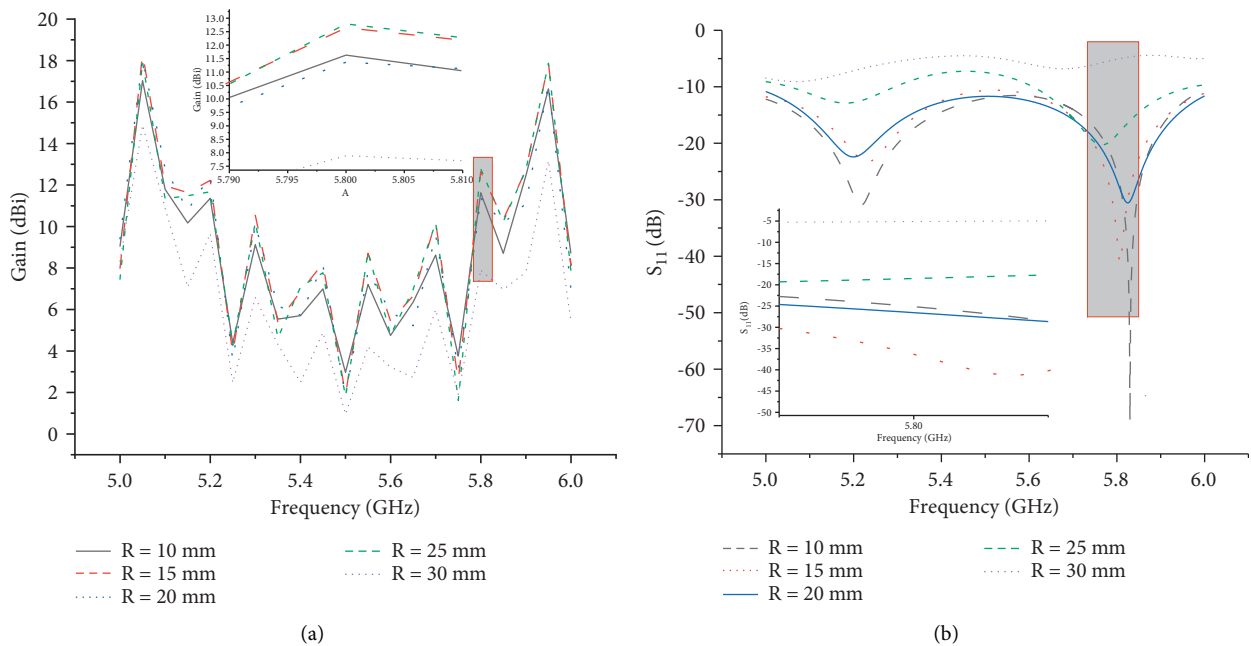 20
18
16
14
12
10
8
6
4
2
0
Gain (dBi)
5.0
5.2
5.4
5.6
5.8
6.0
Frequency (GHz)
13.0
12.5
12.0
11.5
11.0
10.5
10.0
9.5
9.0
8.5
8.0
7.5
Gain (dBi)
5.790
5.795
5.800
5.805
5.810
A
R = 10 mm
R = 15 mm
R = 20 mm
R = 25 mm
R = 30 mm
(a)
0
-10
-20
-30
-40
-50
-60
-70
S11 (dB)
5.0
5.2
5.4
5.6
5.8
6.0
Frequency (GHz)
-5
-10
-15
-20
-25
-30
-35
-40
-45
-50
S11(dB)
5.80
Frequency (GHz)
R = 10 mm
R = 15 mm
R = 20 mm
R = 25 mm
R = 30 mm
(b)